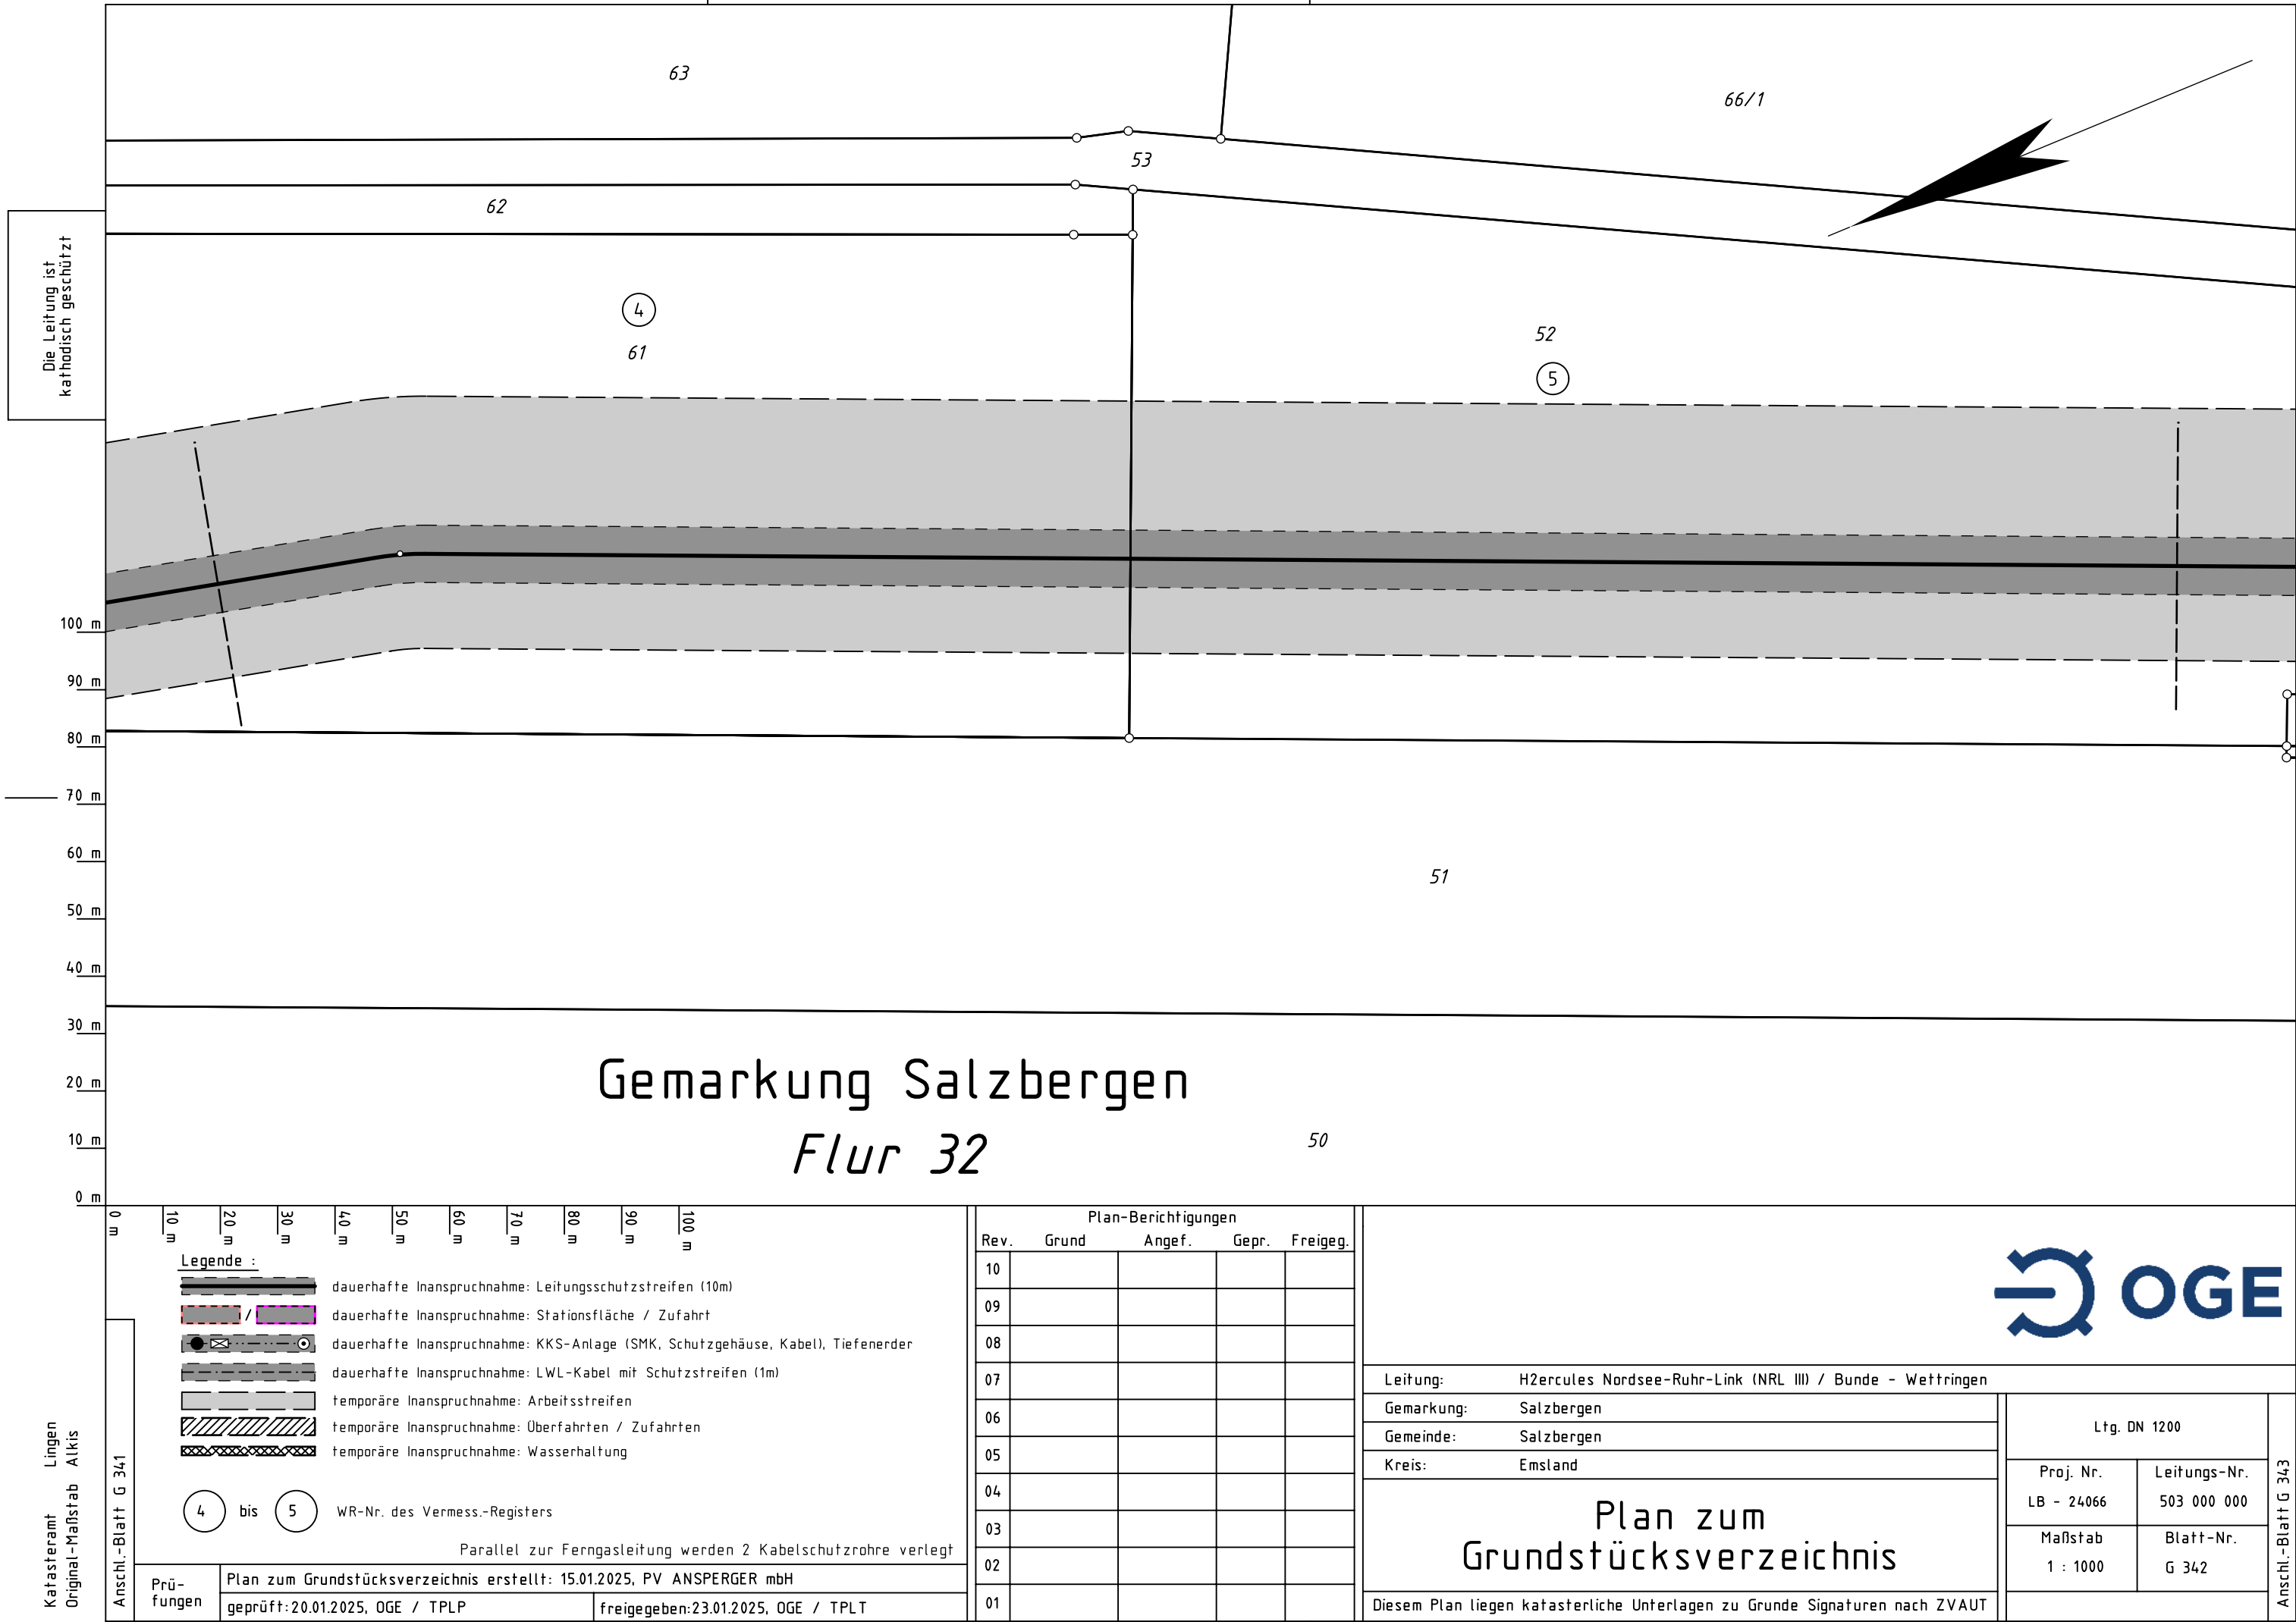 63
66/1
53
62
Die Leitung ist
kathodisch geschützt
4
61
52
5
100 m
90 m
80 m
70 m
60 m
51
50 m
40 m
30 m
20 m
10 m
0 m
Gemarkung Salzbergen
Flur 32
50
0 m
10 m
20 m
30 m
40 m
50 m
60 m
70 m
80 m
90 m
100 m
Legende :
dauerhafte Inanspruchnahme: Leitungsschutzstreifen (10m)
/
dauerhafte Inanspruchnahme: Stationsfläche / Zufahrt
dauerhafte Inanspruchnahme: KKS-Anlage (SMK, Schutzgehäuse, Kabel), Tiefenerder
dauerhafte Inanspruchnahme: LWL-Kabel mit Schutzstreifen (1m)
temporäre Inanspruchnahme: Arbeitsstreifen
temporäre Inanspruchnahme: Überfahrten / Zufahrten
temporäre Inanspruchnahme: Wasserhaltung
4 bis 5 WR-Nr. des Vermess.-Registers
Parallel zur Ferngasleitung werden 2 Kabelschutzrohre verlegt
Katasteramt Lingen
Original-Maßstab Alkis
Anschl.-Blatt G 341
Prü-
fungen
Plan zum Grundstücksverzeichnis erstellt: 15.01.2025, PV ANSPERGER mbH
geprüft: 20.01.2025, OGE / TPLP
freigegeben:23.01.2025, OGE / TPLT
Plan-Berichtigungen
Rev. Grund Angef. Gepr. Freigeg.
10
09
08
07
06
05
04
03
02
01
OGE
Leitung: H2ercules Nordsee-Ruhr-Link (NRL III) / Bunde - Wettringen
Gemarkung: Salzbergen
Gemeinde: Salzbergen
Kreis: Emsland
Plan zum
Grundstücksverzeichnis
Diesem Plan liegen katasterliche Unterlagen zu Grunde Signaturen nach ZVAUT
Ltg. DN 1200
Proj. Nr.
LB - 24066
Leitungs-Nr.
503 000 000
Maßstab
1 : 1000
Blatt-Nr.
G 342
Anschl.-Blatt G 343